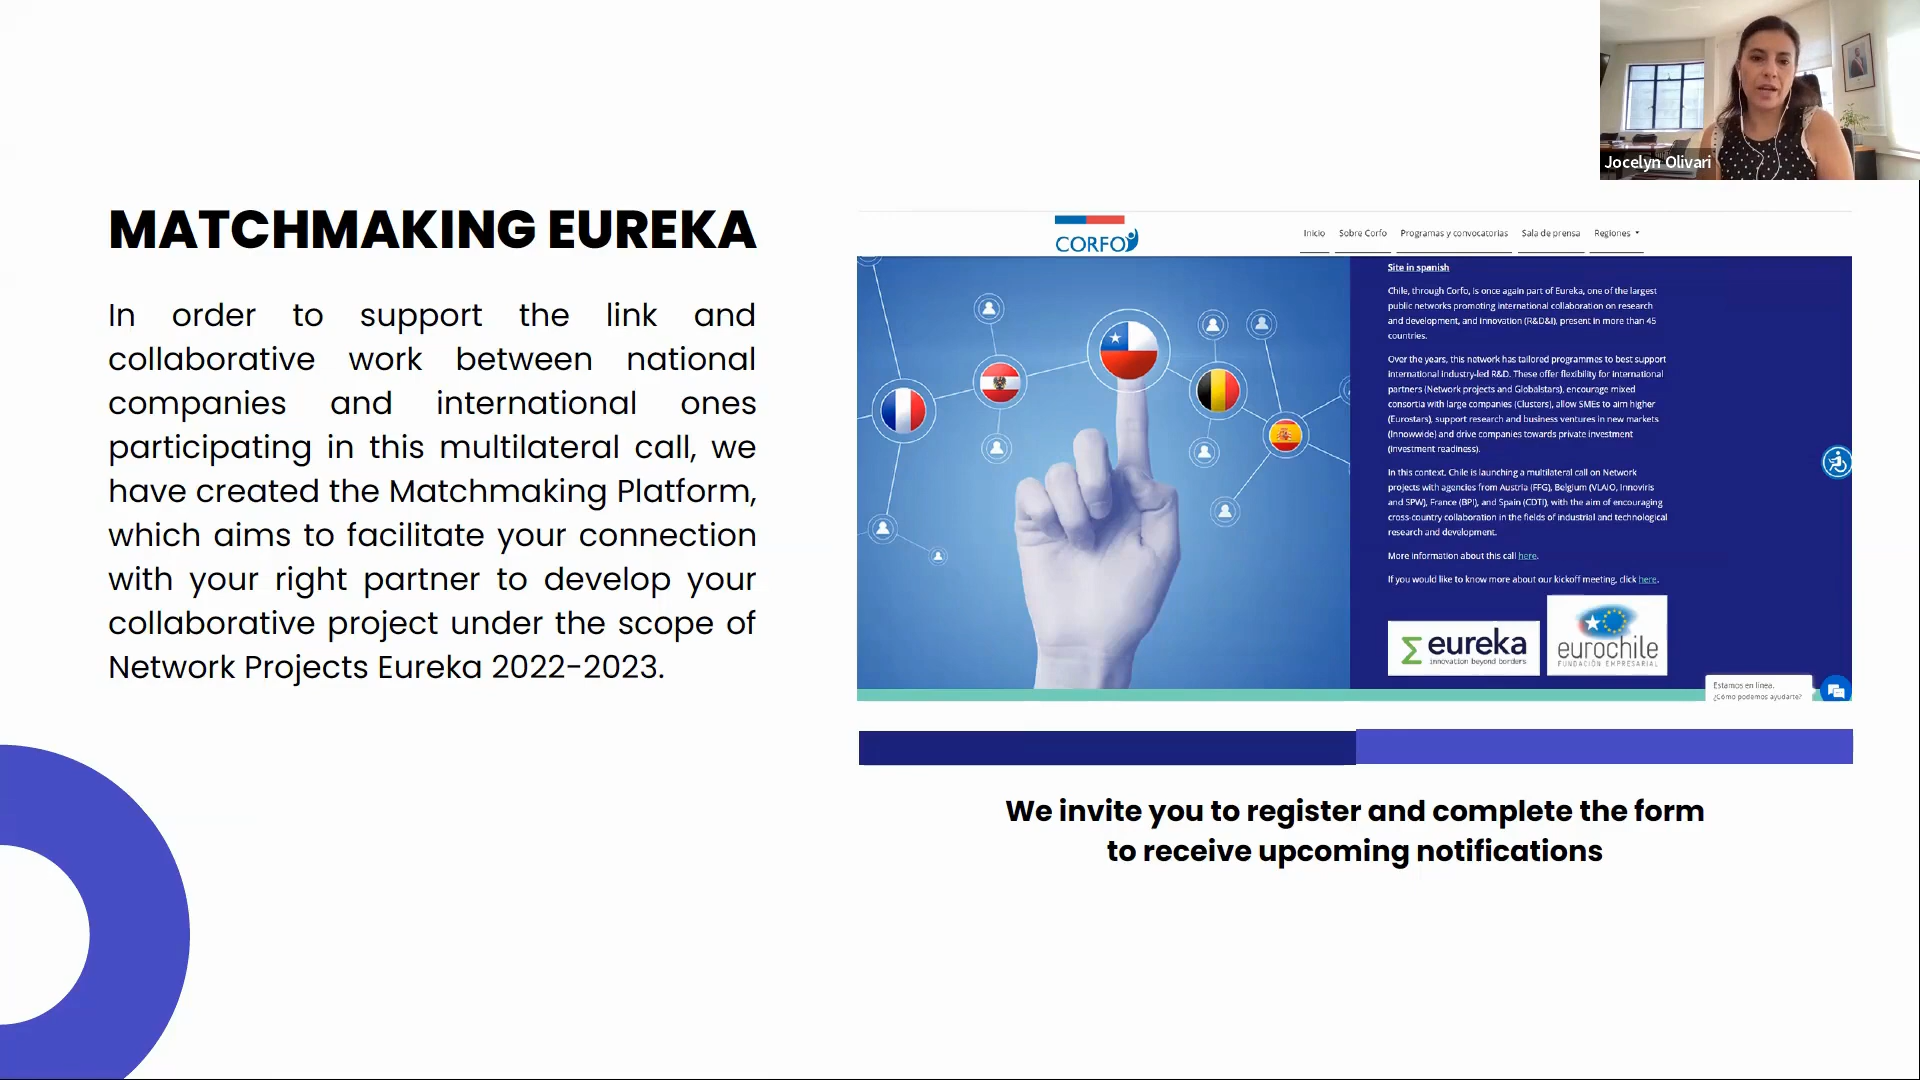 Jocelyn Olivari
MATCHMAKING EUREKA
In order to support the link and
collaborative work between national
companies and international ones
participating in this multilateral call, we
have created the Matchmaking Platform,
which aims to facilitate your connection
with your right partner to develop your
collaborative project under the scope of
Network Projects Eureka 2022-2023.
CORFO
Inicio Sobre Corfo Programas y convocatorias Sala de prensa Regiones
Site in spanish
Chile, through Corfo, is once again part of Eureka, one of the largest
public networks promoting international collaboration on research
and development, and innovation (R&D&I), present in more than 45
countries.
Over the years, this network has tailored programmes to best support
international industry-led R&D. These offer flexibility for international
partners (Network projects and Globalstars), encourage mixed
consortia with large companies (Clusters), allow SMEs to aim higher
(Eurostars), support research and business ventures in new markets
(Innowwide) and drive companies towards private investment
(investment readiness).
In this context, Chile is launching a multilateral call on Network
projects with agencies from Austria (FFG), Belgium (VLAIO, Innoviris
and SPW), France (BPI), and Spain (CDTI), with the aim of encouraging
cross-country collaboration in the fields of industrial and technological
research and development.
More information about this call here.
If you would like to know more about our kickoff meeting, click here.
eureka
innovation beyond borders
eurochile
FUNDACIÓN EMPRESARIAL
Estamos en línea.
¿Cómo podemos ayudarte?
We invite you to register and complete the form
to receive upcoming notifications